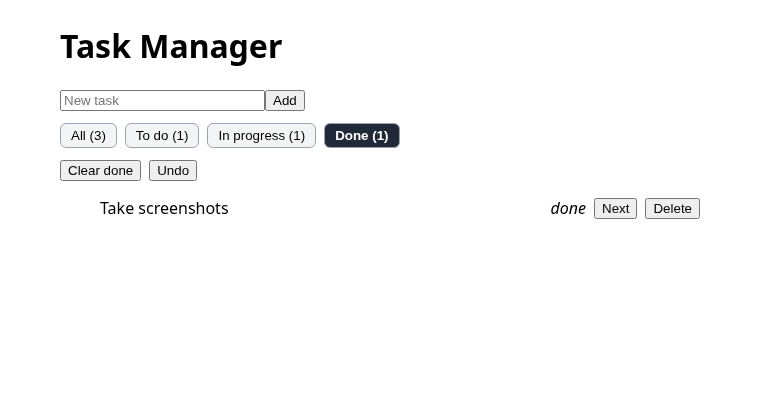 Task Manager
New task Add
All (3) To do (1) In progress (1) Done (1)
Clear done Undo
Take screenshots done Next Delete